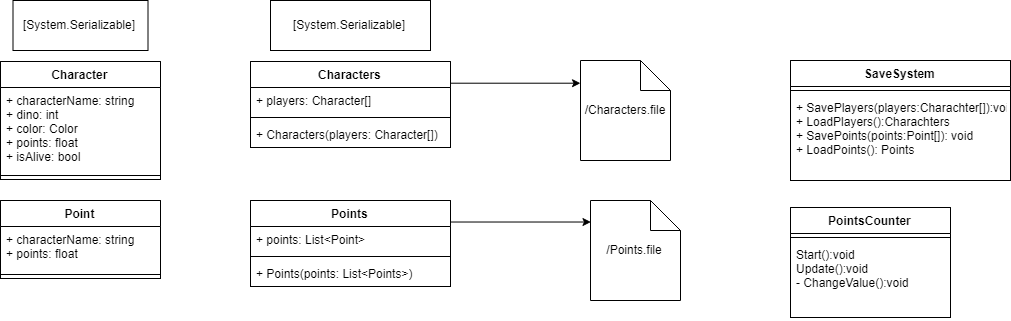 [System.Serializable]
[System.Serializable]
Character
+ characterName: string
+ dino: int
+ color: Color
+ points: float
+ isAlive: bool
Characters
+ players: Character[]
+ Characters(players: Character[])
/Characters.file
SaveSystem
+ SavePlayers(players:Charachter[]):vo
+ LoadPlayers():Charachters
+ SavePoints(points:Point[]): void
+ LoadPoints(): Points
Point
+ characterName: string
+ points: float
Points
+ points: List<Point>
+ Points(points: List<Points>)
/Points.file
PointsCounter
Start():void
Update():void
- ChangeValue():void